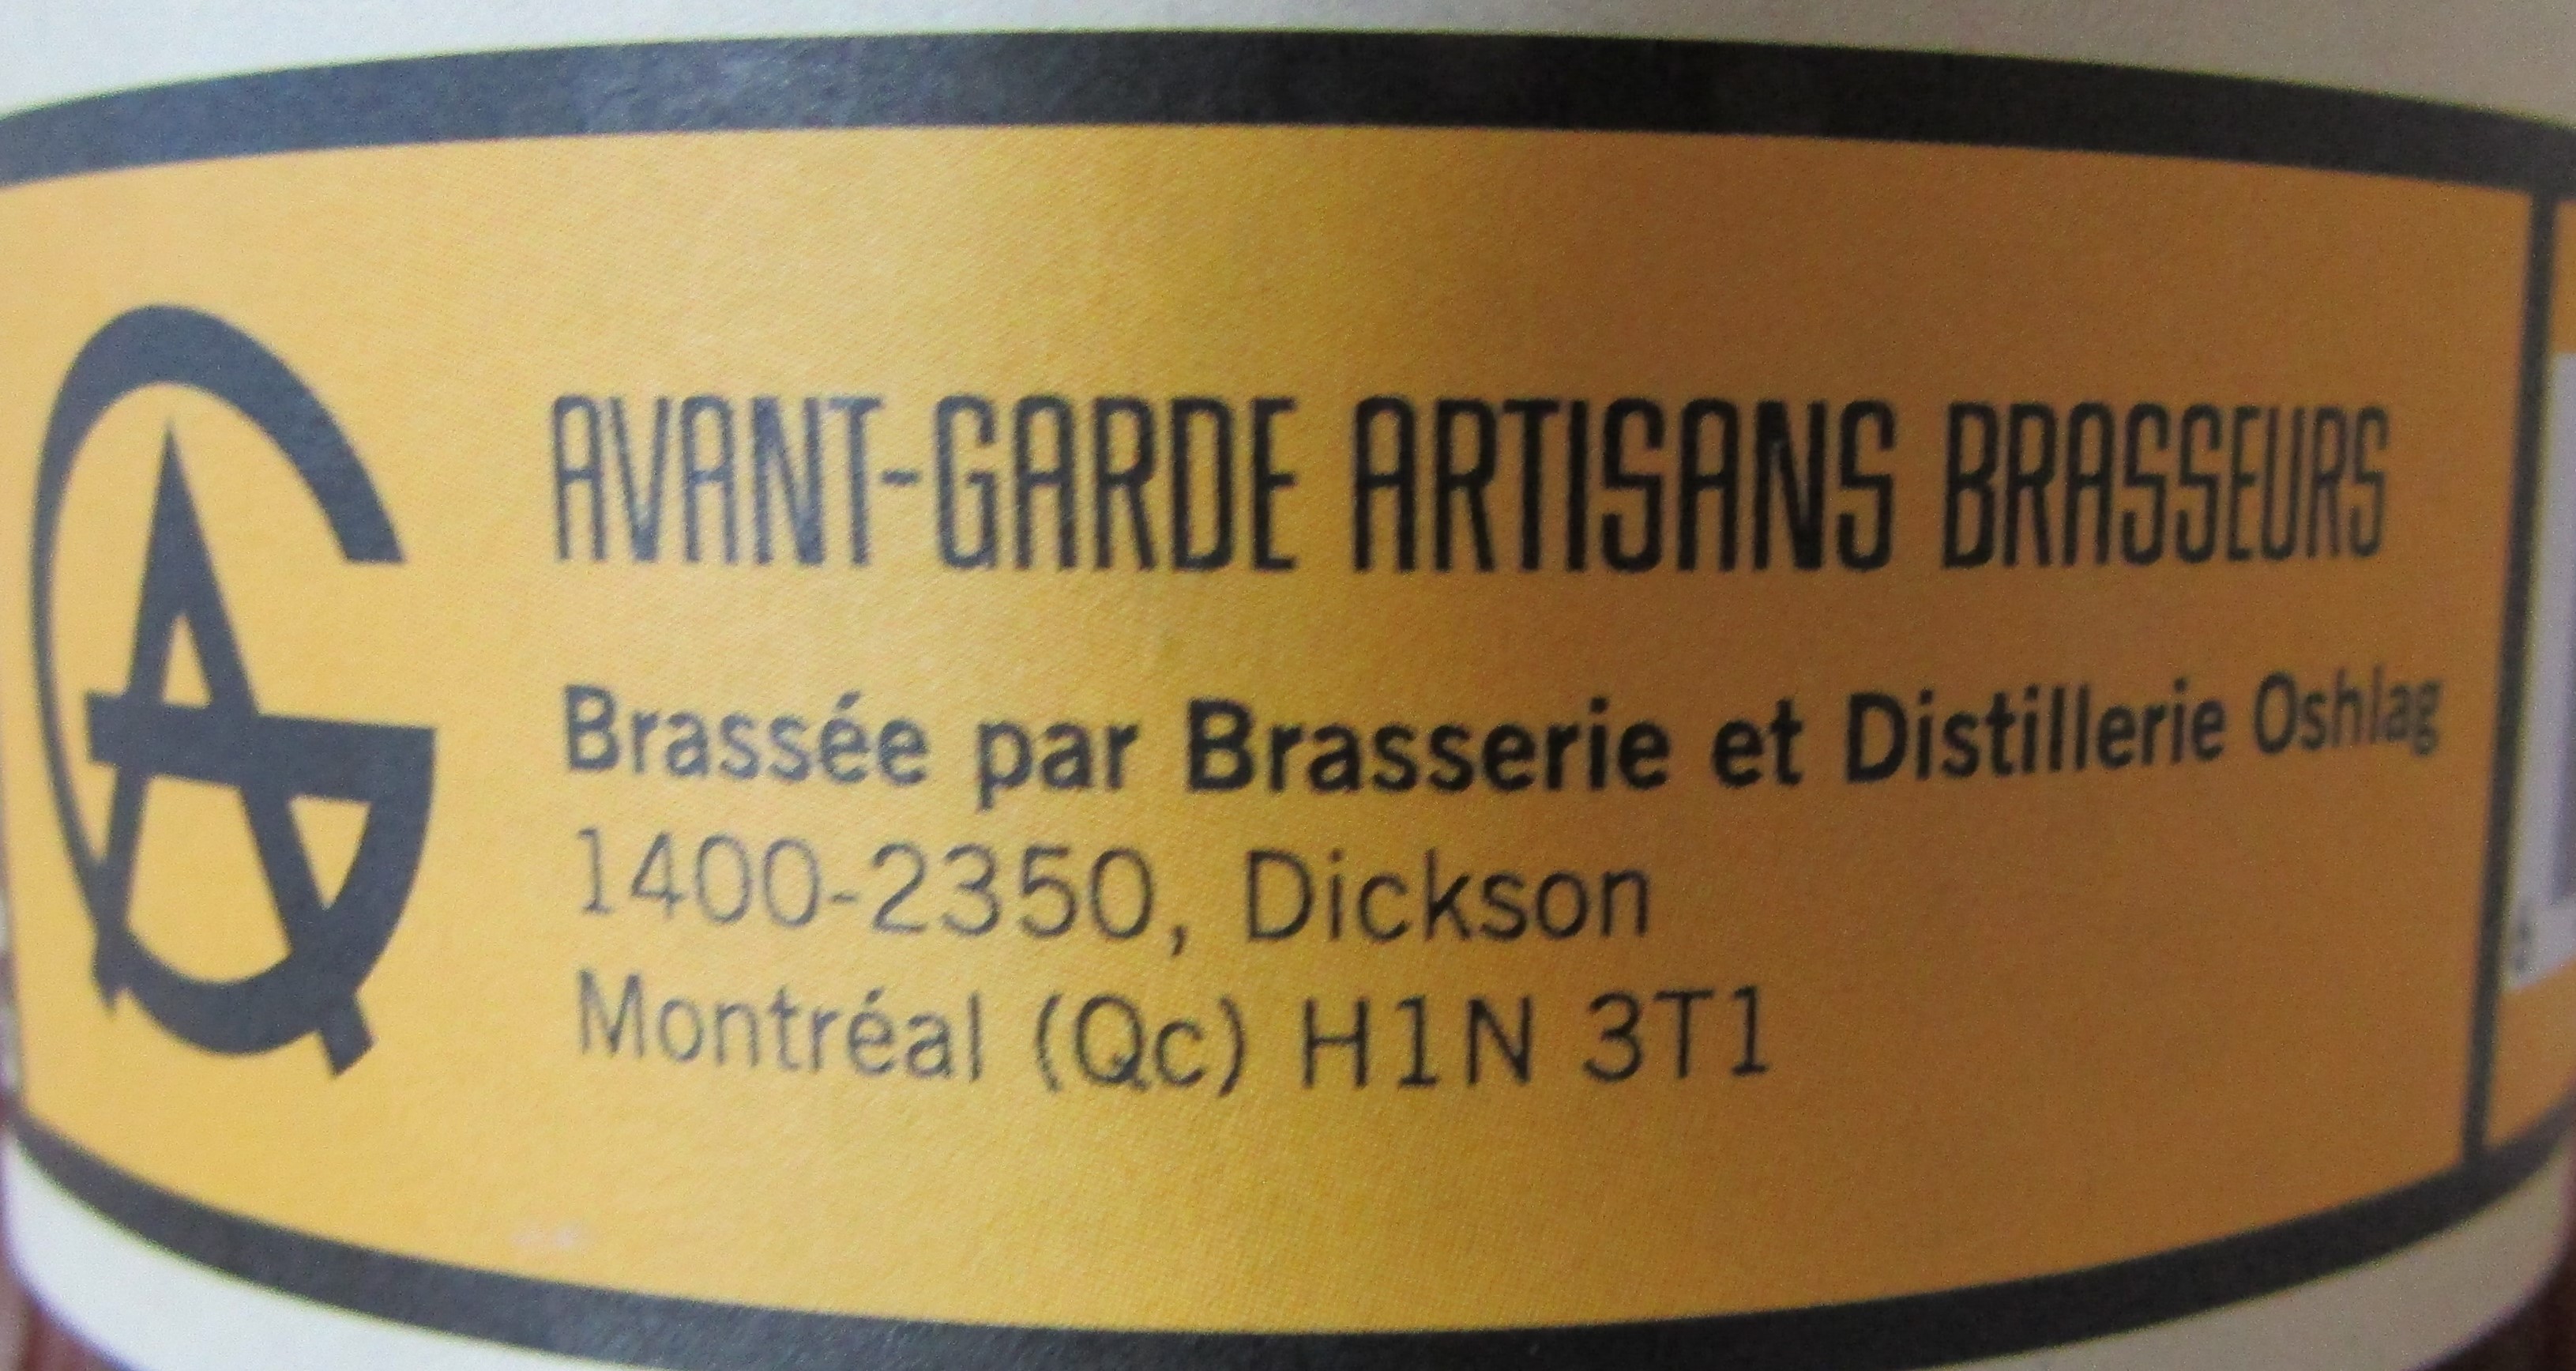 AVANT-GARDE ARTISANS BRASSEURS
Brassée par Brasserie et Distillerie Oshlag
1400-2350, Dickson
Montréal (Qc) H1N 3T1